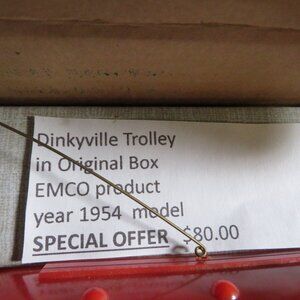 Dinkyville Trolley
in Original Box
EMCO product
year 1954 model
SPECIAL OFFER $80.00